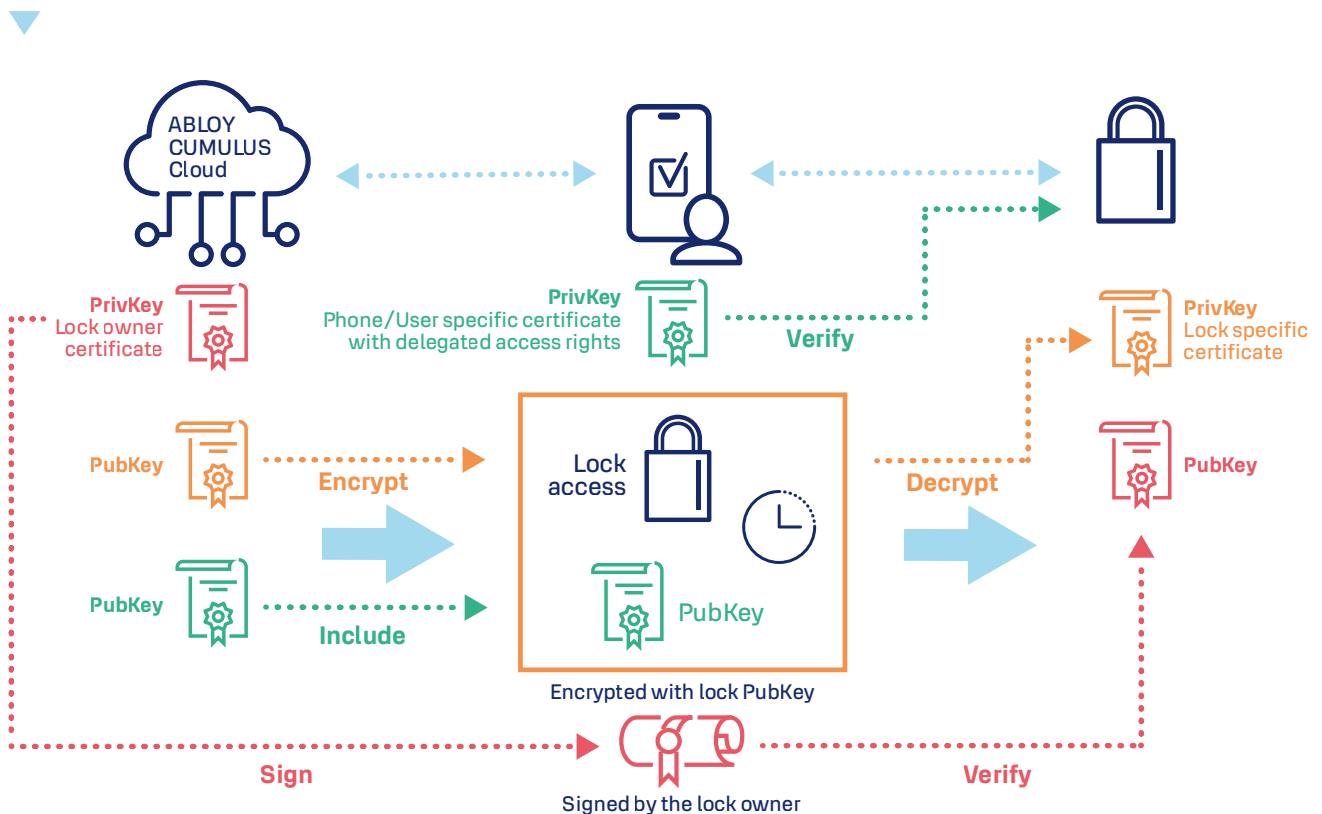 ABLOY
CUMULUS
Cloud
PrivKey
Lock owner
certificate
PrivKey
Phone/User specific certificate
with delegated access rights
Verify
PrivKey
Lock specific
certificate
PubKey
Encrypt
Lock
access
Decrypt
PubKey
PubKey
Include
PubKey
Encrypted with lock PubKey
Sign
Verify
Signed by the lock owner